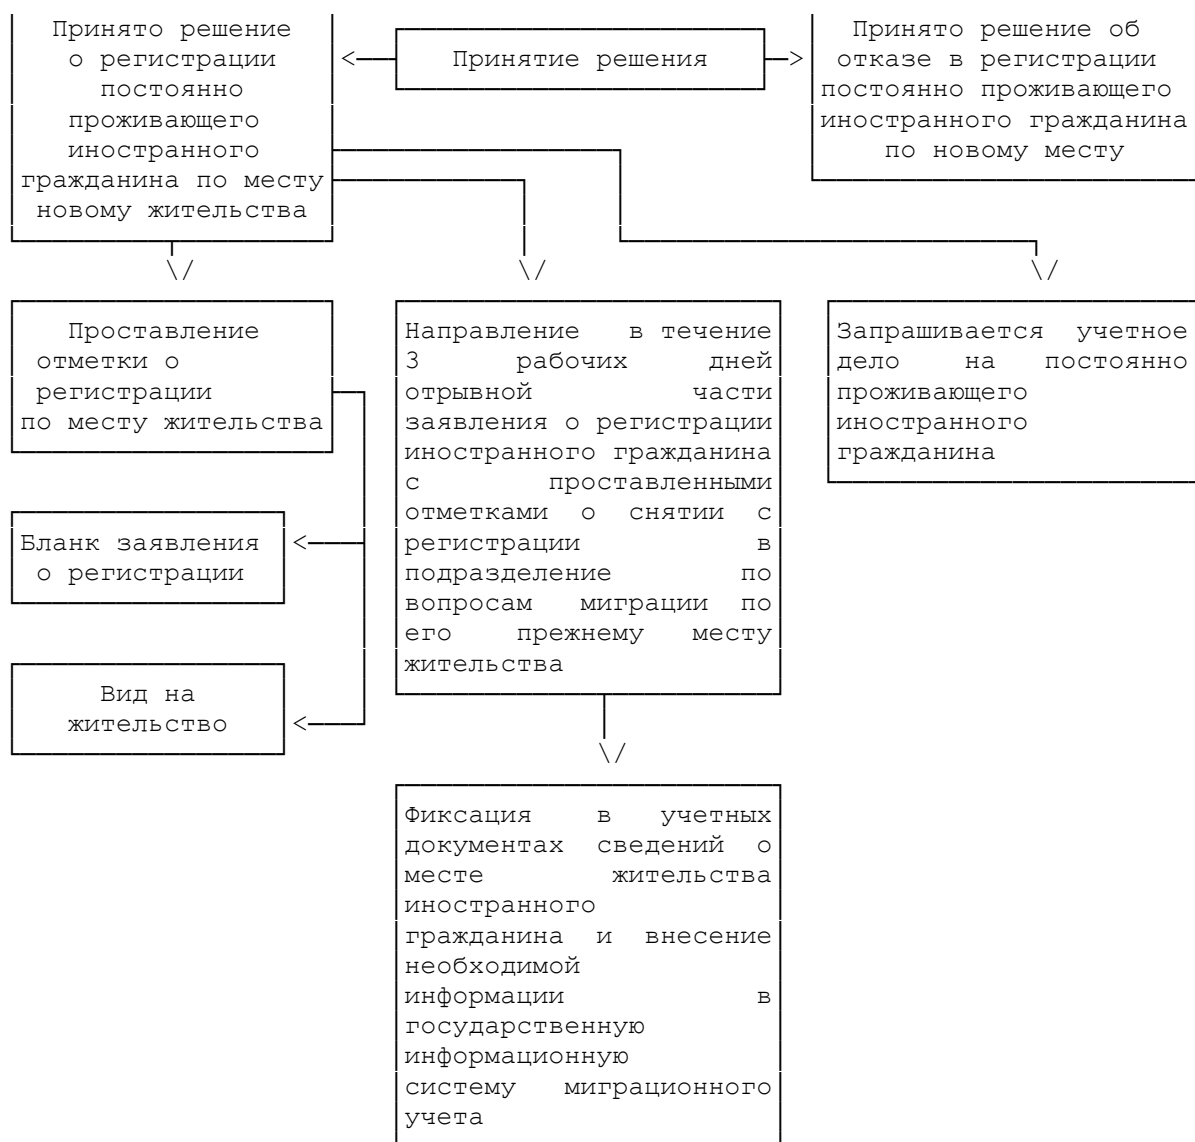 Принято решение
о регистрации
постоянно
проживающего
иностранного
гражданина по месту
новому жительства
Принятие решения
Принято решение об
отказе в регистрации
постоянно проживающего
иностранного гражданина
по новому месту
Проставление
отметки о
регистрации
по месту жительства
Бланк заявления
о регистрации
Вид на
жительство
Направление в течение
3 рабочих дней
отрывной части
заявления о регистрации
иностранного гражданина
с проставленными
отметками о снятии с
регистрации в
подразделение по
вопросам миграции по
его прежнему месту
жительства
Запрашивается учетное
дело на постоянно
проживающего
иностранного
гражданина
Фиксация в учетных
документах сведений о
месте жительства
иностранного
гражданина и внесение
необходимой
информации в
государственную
информационную
систему миграционного
учета